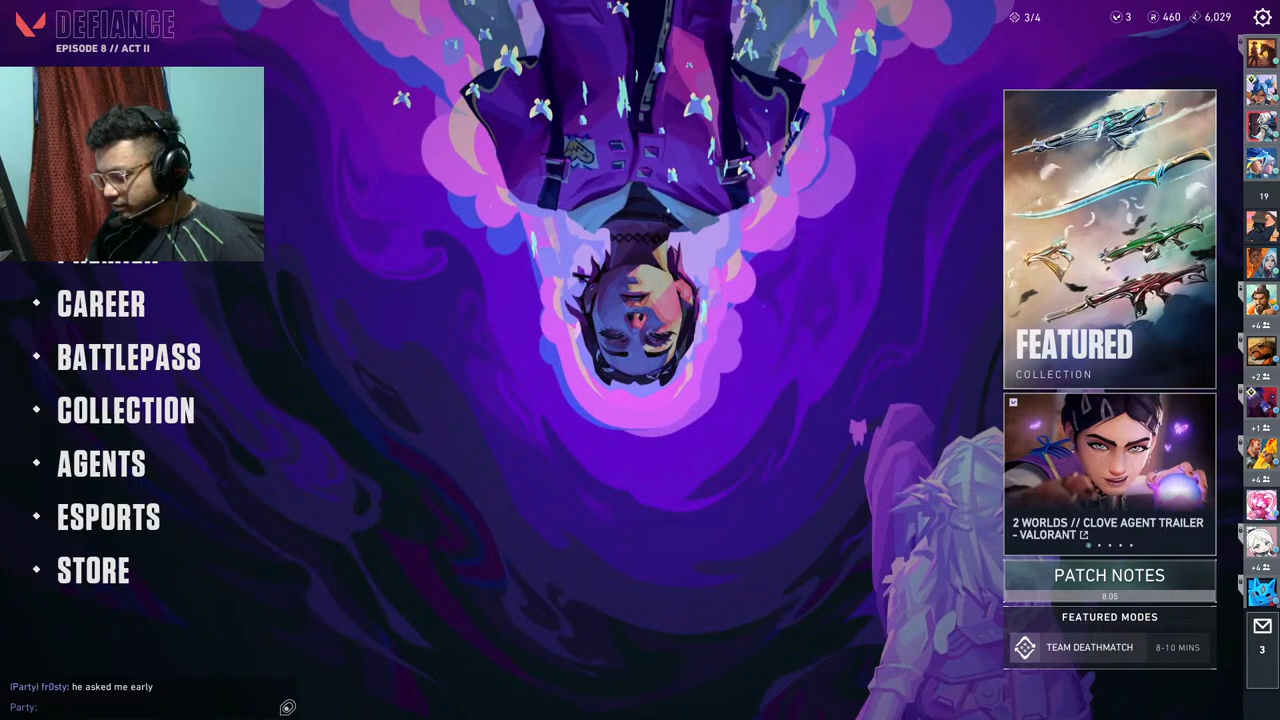 DEFIANCE
EPISODE 8 // ACT II
3/4
3
460
6,029
CAREER
BATTLEPASS
COLLECTION
AGENTS
ESPORTS
STORE
(Party) fr0sty: he asked me early
Party:
FEATURED
COLLECTION
2 WORLDS // CLOVE AGENT TRAILER
- VALORANT
PATCH NOTES
8.05
FEATURED MODES
TEAM DEATHMATCH 8-10 MINS
19
+4
+2
+1
+4
+4
3